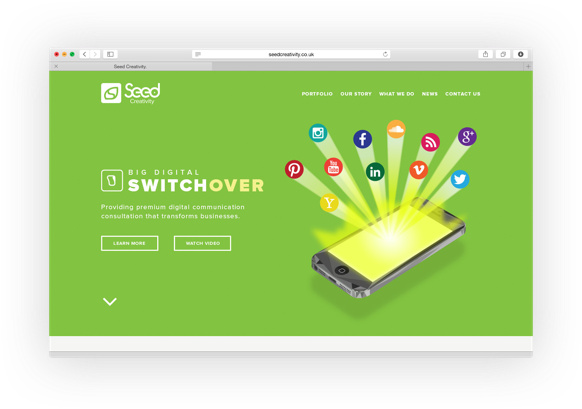 seedcreativity.co.uk
Seed Creativity
Seed
Creativity
PORTFOLIO OUR STORY WHAT WE DO NEWS CONTACT US
BIG DIGITAL
SWITCHOVER
Providing premium digital communication
consultation that transforms businesses.
LEARN MORE WATCH VIDEO
You
Tube